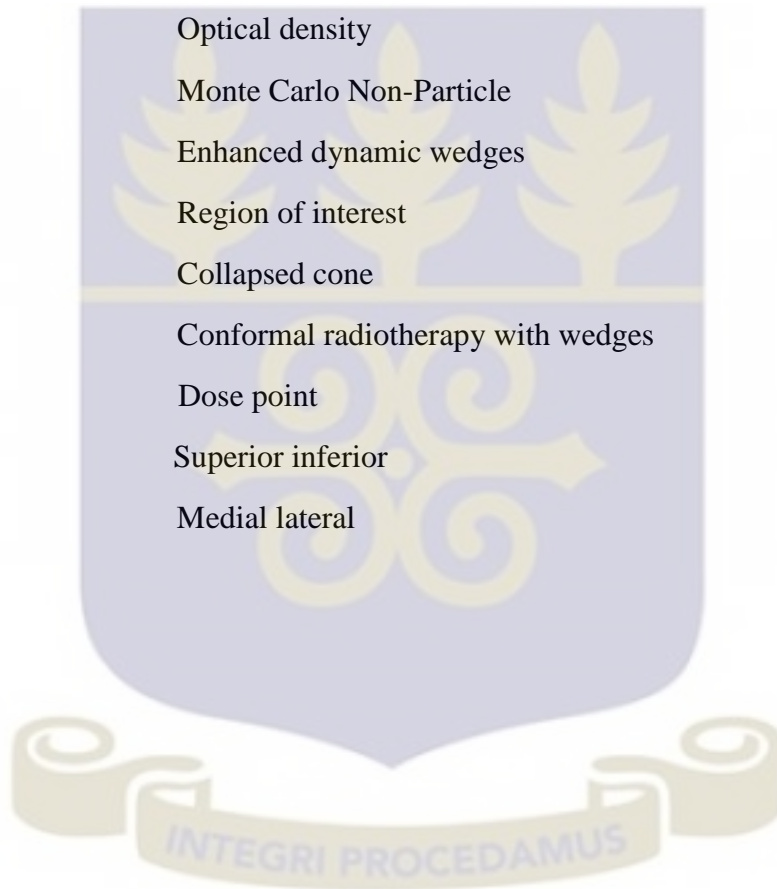 Optical density
Monte Carlo Non-Particle
Enhanced dynamic wedges
Region of interest
Collapsed cone
Conformal radiotherapy with wedges
Dose point
Superior inferior
Medial lateral
INTEGRI PROCEDAMUS